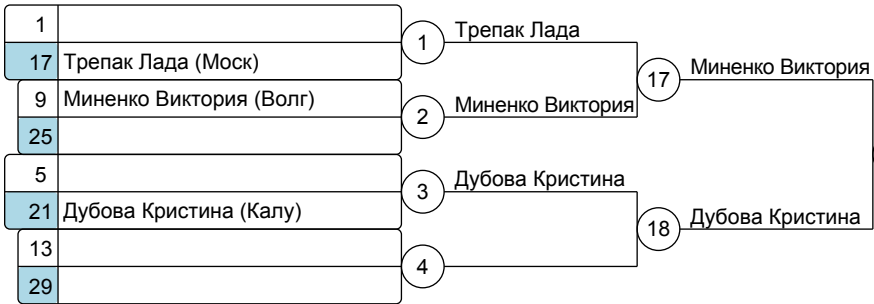 1
17 Трепак Лада (Моск)
9 Миненко Виктория (Волг)
25
5
21 Дубова Кристина (Калу)
13
29
1 Трепак Лада
2 Миненко Виктория
3 Дубова Кристина
4
17 Миненко Виктория
18 Дубова Кристина